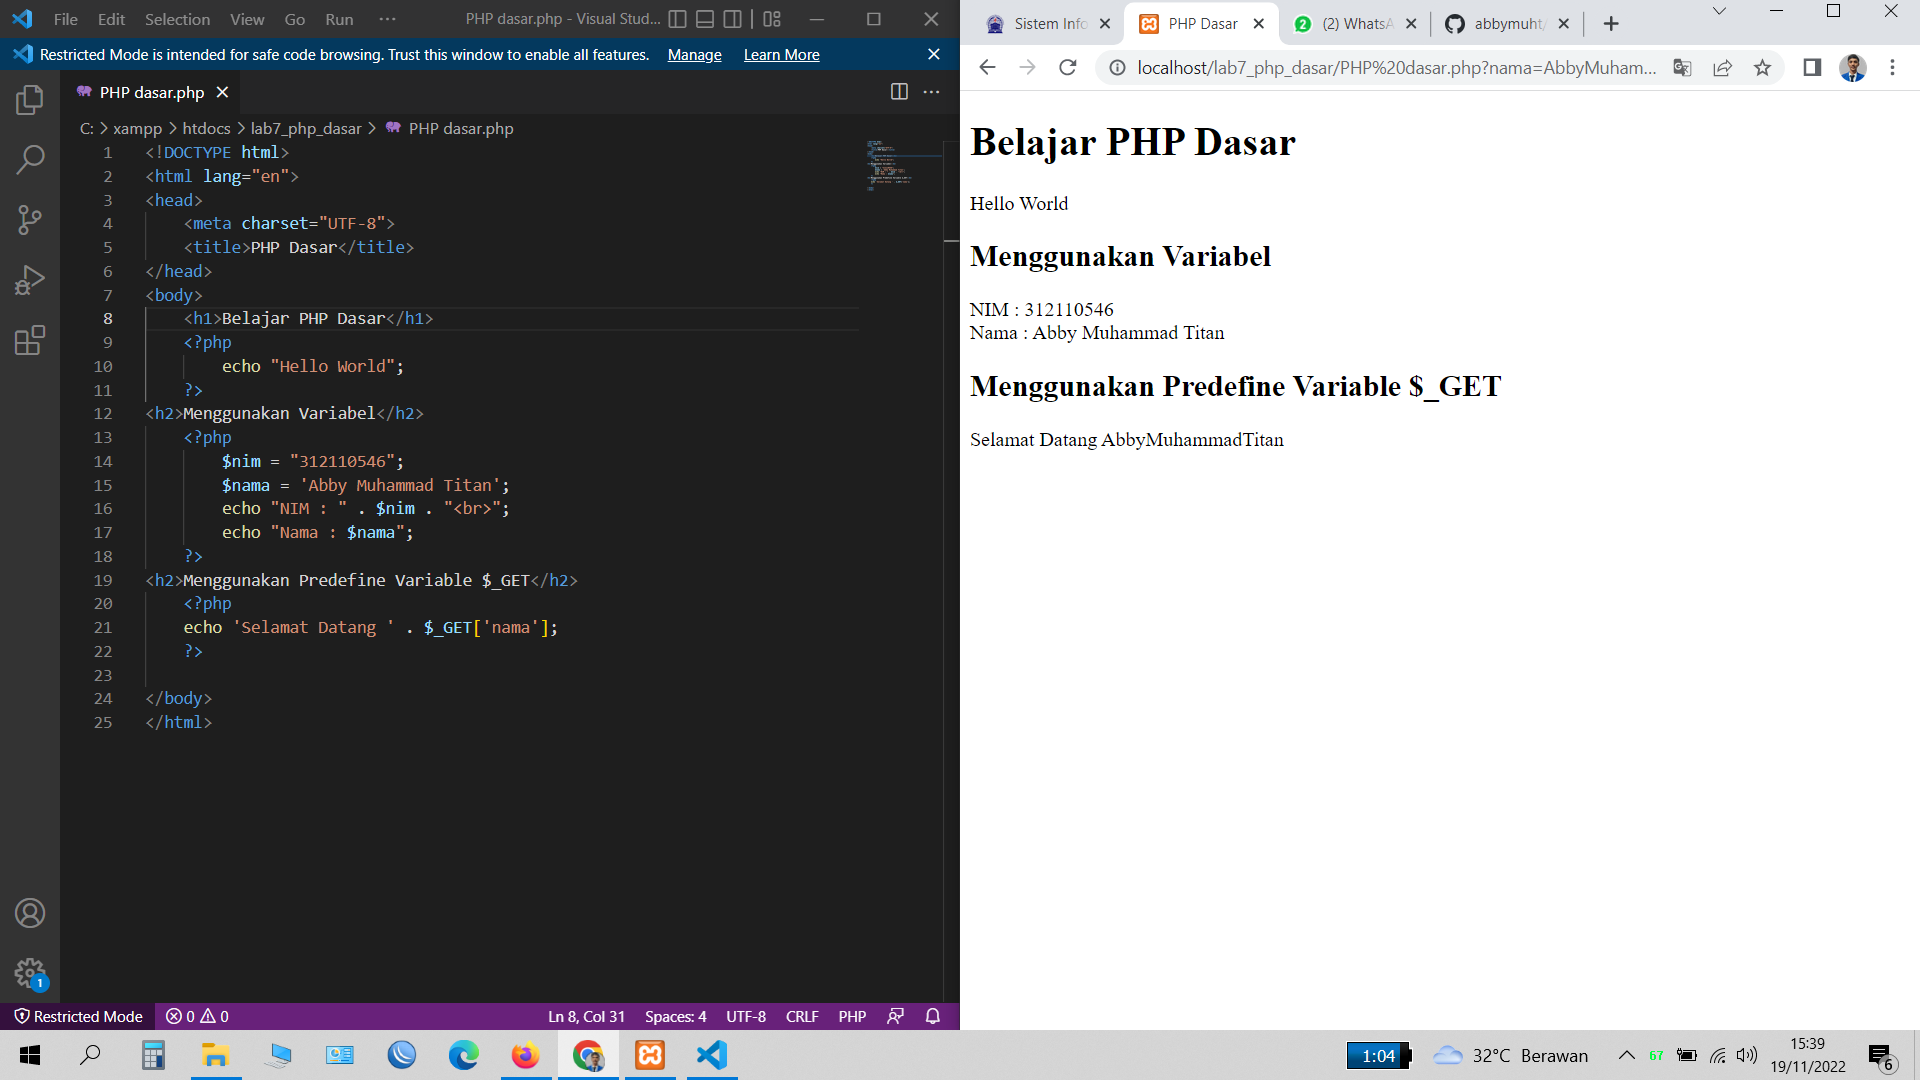 File Edit Selection View Go Run ··· PHP dasar.php - Visual Stud...
Restricted Mode is intended for safe code browsing. Trust this window to enable all features. Manage Learn More
PHP dasar.php
C: > xampp > htdocs > lab7_php_dasar > PHP dasar.php
1 <!DOCTYPE html>
2 <html lang="en">
3 <head>
4 <meta charset="UTF-8">
5 <title>PHP Dasar</title>
6 </head>
7 <body>
8 <h1>Belajar PHP Dasar</h1>
9 <?php
10 echo "Hello World";
11 ?>
12 <h2>Menggunakan Variabel</h2>
13 <?php
14 $nim = "312110546";
15 $nama = 'Abby Muhammad Titan';
16 echo "NIM : " . $nim . "<br>";
17 echo "Nama : $nama";
18 ?>
19 <h2>Menggunakan Predefine Variable $_GET</h2>
20 <?php
21 echo 'Selamat Datang ' . $_GET['nama'];
22 ?>
23
24 </body>
25 </html>
1
Restricted Mode 0 0 Ln 8, Col 31 Spaces: 4 UTF-8 CRLF PHP
Sistem Info PHP Dasar (2) WhatsA abbymuht/
localhost/lab7_php_dasar/PHP%20dasar.php?nama=AbbyMuham...
Belajar PHP Dasar
Hello World
Menggunakan Variabel
NIM : 312110546
Nama : Abby Muhammad Titan
Menggunakan Predefine Variable $_GET
Selamat Datang AbbyMuhammadTitan
1:04 32°C Berawan 67 15:39
19/11/2022 6